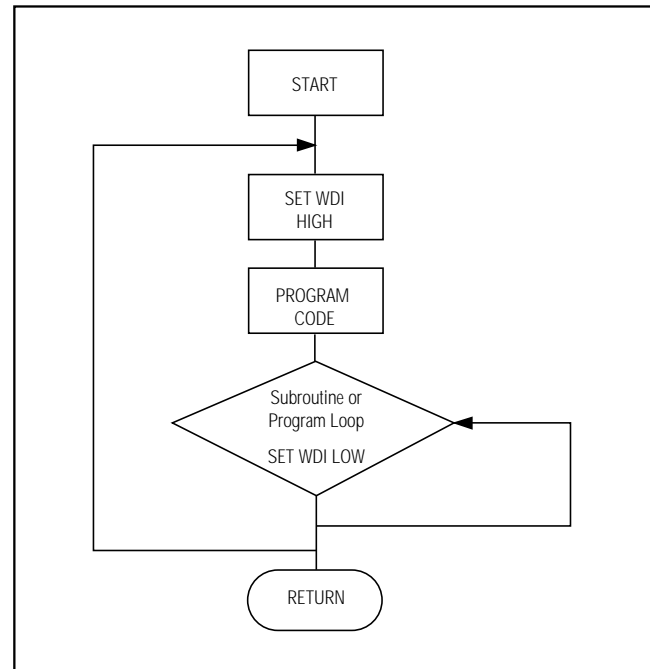 START
SET WDI
HIGH
PROGRAM
CODE
Subroutine or
Program Loop
SET WDI LOW
RETURN